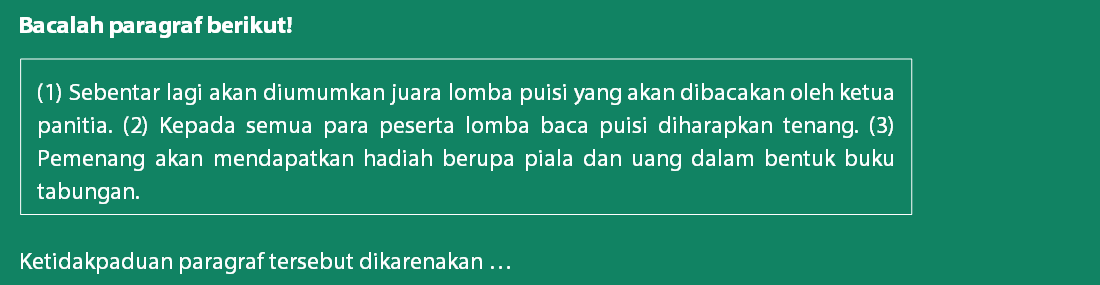 Bacalah paragraf berikut!
(1) Sebentar lagi akan diumumkan juara lomba puisi yang akan dibacakan oleh ketua
panitia. (2) Kepada semua para peserta lomba baca puisi diharapkan tenang. (3)
Pemenang akan mendapatkan hadiah berupa piala dan uang dalam bentuk buku
tabungan.
Ketidakpaduan paragraf tersebut dikarenakan ...